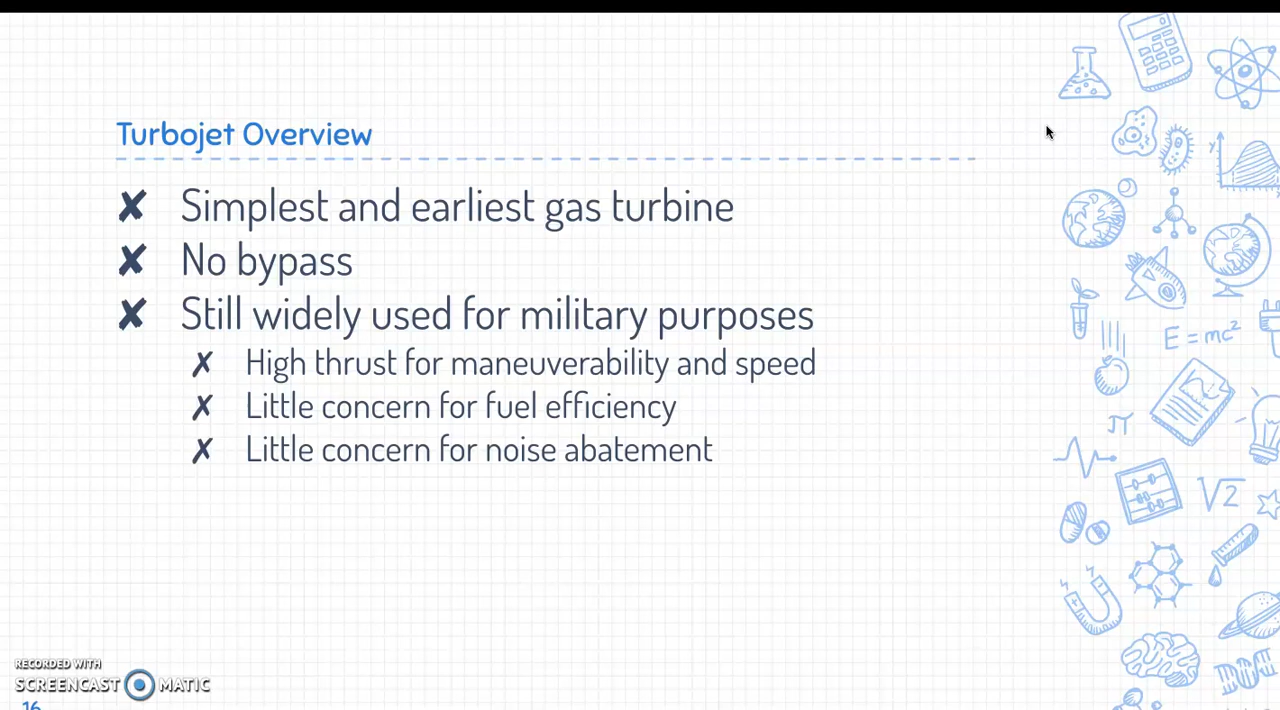 Turbojet Overview
✘ Simplest and earliest gas turbine
✘ No bypass
✘ Still widely used for military purposes
✗ High thrust for maneuverability and speed
✗ Little concern for fuel efficiency
✗ Little concern for noise abatement
y
E = mc²
π
√2
RECORDED WITH
SCREENCAST MATIC
16